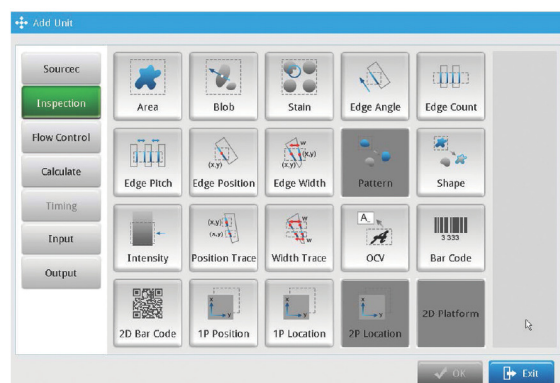 Add Unit
Sourcec
Inspection
Flow Control
Calculate
Timing
Input
Output
Area
Blob
Stain
Edge Angle
Edge Count
(x,y)
(x,y)
w
(x,y)
Edge Pitch
Edge Position
Edge Width
Pattern
Shape
(x,y)
(x,y)
w
w
A
A
3 333
Intensity
Position Trace
Width Trace
OCV
Bar Code
x
y
x
y
x
y
2D Bar Code
1P Position
1P Location
2P Location
2D Platform
OK
Exit